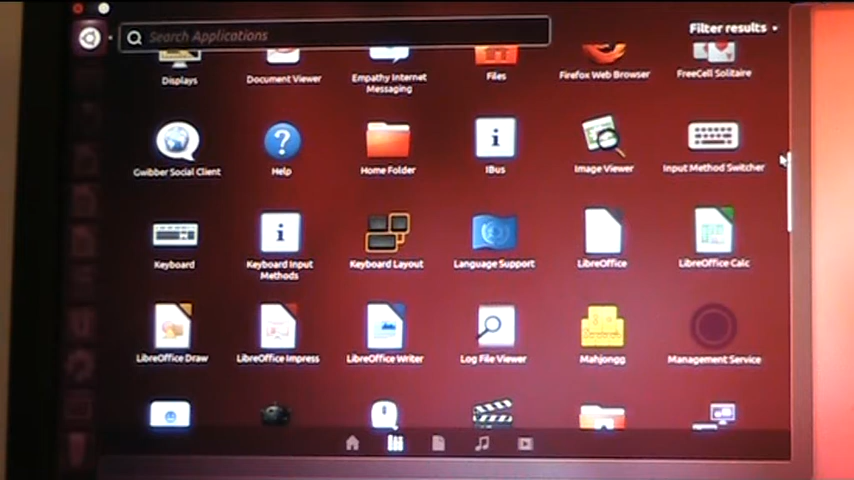 Search Applications
Filter results
Displays
Document Viewer
Empathy Internet
Messaging
Files
Firefox Web Browser
FreeCell Solitaire
Gwibber Social Client
Help
Home Folder
IBus
Image Viewer
Input Method Switcher
Keyboard
Keyboard Input
Methods
Keyboard Layout
Language Support
LibreOffice
LibreOffice Calc
LibreOffice Draw
LibreOffice Impress
LibreOffice Writer
Log File Viewer
Mahjongg
Management Service